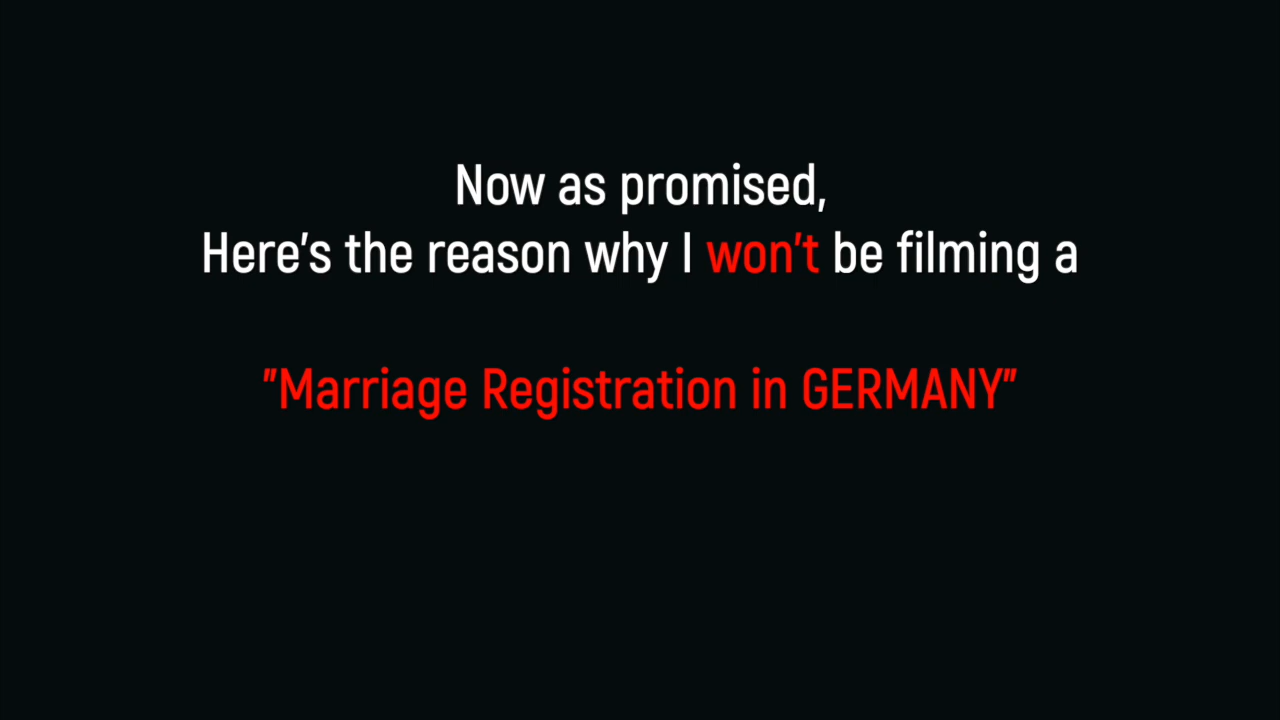 Now as promised,
Here's the reason why I won't be filming a
"Marriage Registration in GERMANY"